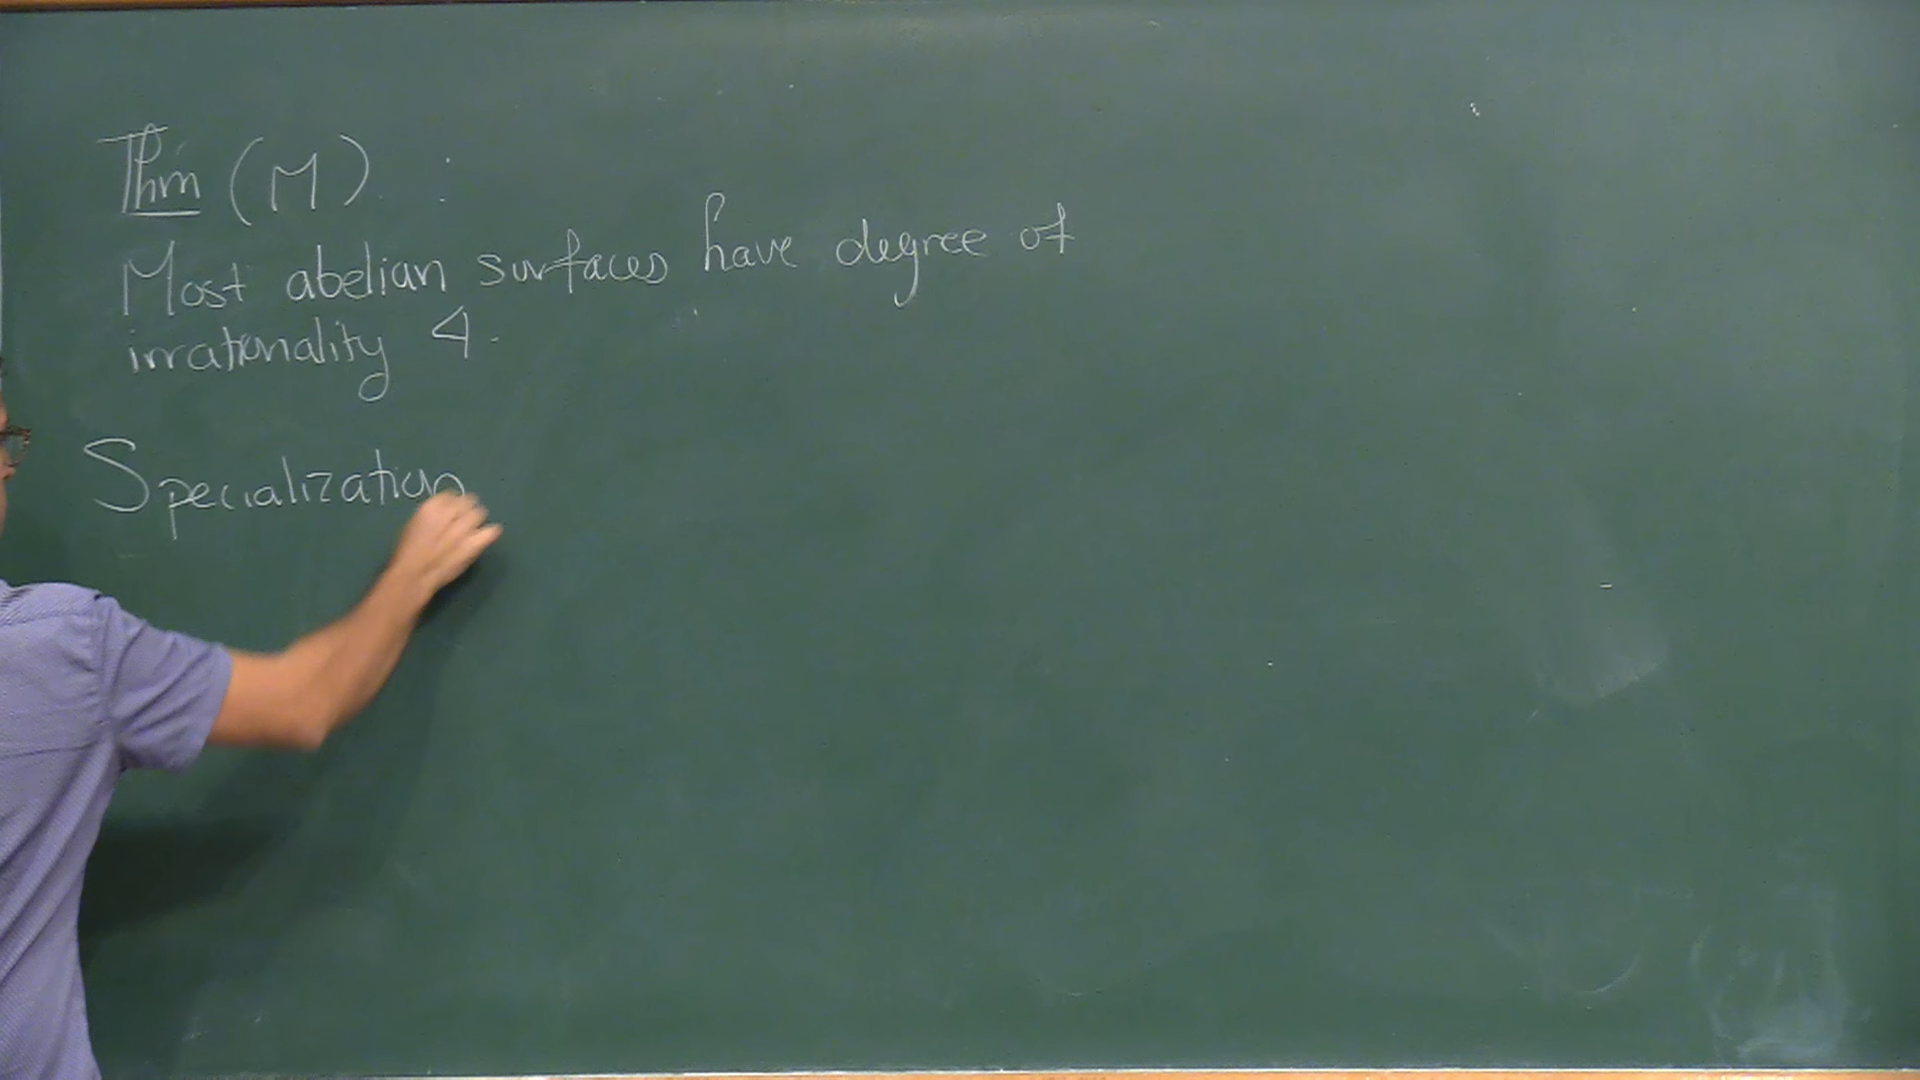 Thm (M) :
Most abelian surfaces have degree of
irrationality 4.
Specialization